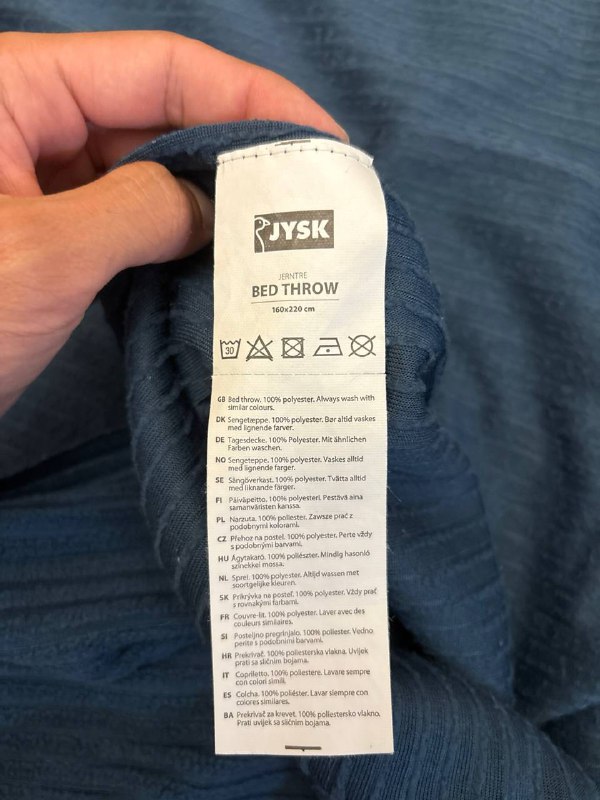 JYSK
JERNTRE
BED THROW
160x220 cm
30
GB Bed throw. 100% polyester. Always wash with
similar colours.
DK Sengetæppe. 100% polyester. Bør altid vaskes
med lignende farver.
DE Tagesdecke. 100% Polyester. Mit ähnlichen
Farben waschen.
NO Sengeteppe. 100% polyester. Vaskes alltid
med lignende farger.
SE Sängöverkast. 100% polyester. Tvätta alltid
med liknande färger.
FI Päiväpeitto. 100% polyesteri. Pestävä aina
samanväristen kanssa.
PL Narzuta. 100% poliester. Zawsze prać z
podobnymi kolorami.
CZ Přehoz na postel. 100% polyester. Perte vždy
s podobnými barvami.
HU Ágytakaró. 100% poliészter. Mindig hasonló
színekkel mossa.
NL Sprei. 100% polyester. Altijd wassen met
soortgelijke kleuren.
SK Prikrývka na posteľ. 100% polyester. Vždy prať
s rovnakými farbami.
FR Couvre-lit. 100% polyester. Laver avec des
couleurs similaires.
SI Posteljno pregrinjalo. 100% poliester. Vedno
perite s podobnimi barvami.
HR Prekrivač. 100% poliesterska vlakna. Uvijek
prati sa sličnim bojama.
IT Copriletto. 100% poliestere. Lavare sempre
con colori simili.
ES Colcha. 100% poliéster. Lavar siempre con
colores similares.
BA Prekrivač za krevet. 100% poliestersko vlakno.
Prati uvijek sa sličnim bojama.